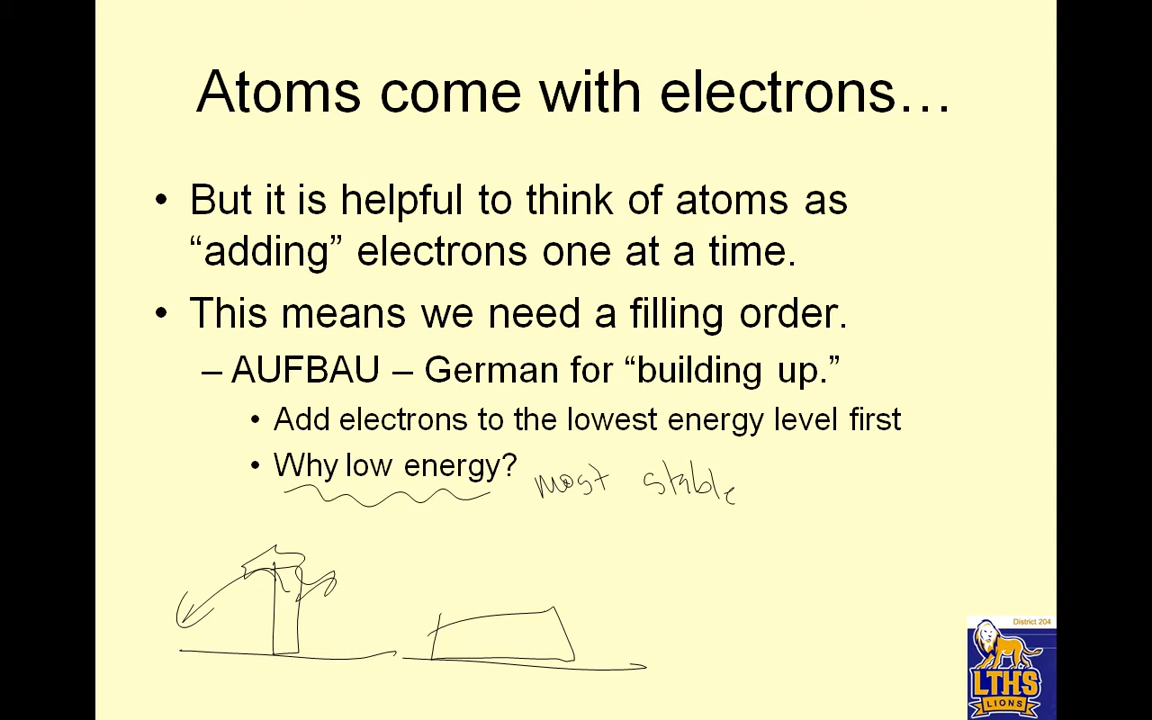 Atoms come with electrons…
• But it is helpful to think of atoms as
“adding” electrons one at a time.
• This means we need a filling order.
– AUFBAU – German for “building up.”
• Add electrons to the lowest energy level first
• Why low energy?
most stable
District 204
LTHS
LIONS